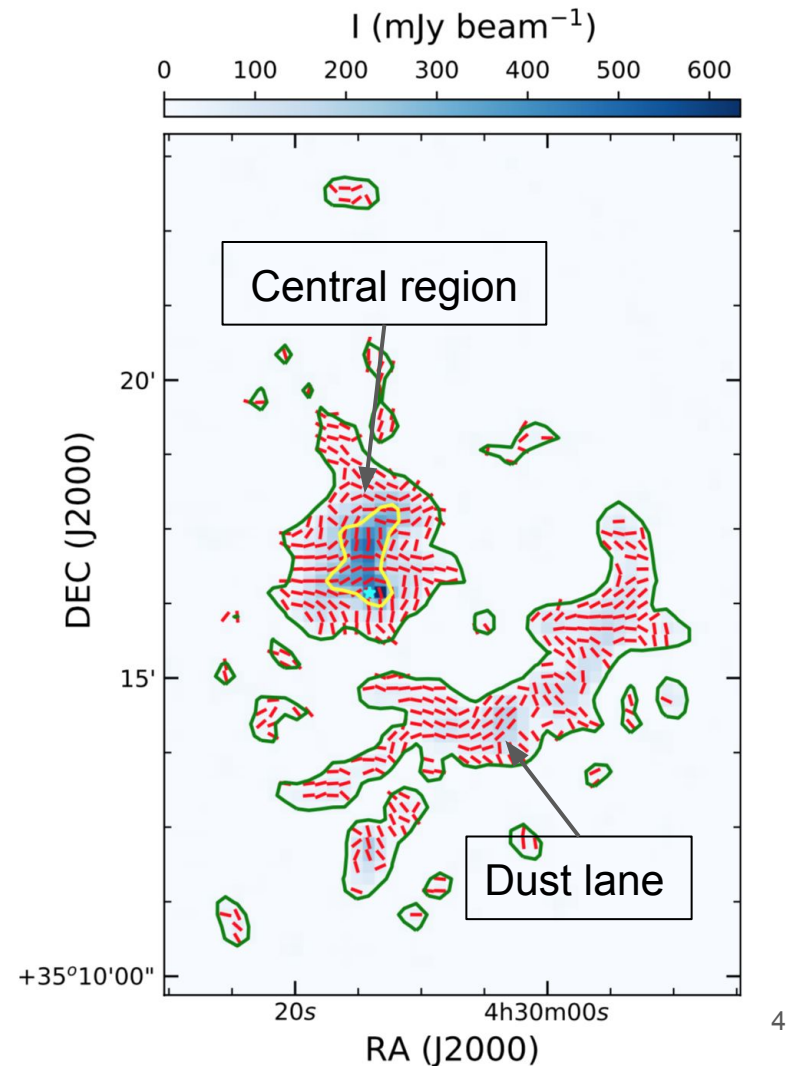 I (mJy beam⁻¹)
0 100 200 300 400 500 600
Central region
20'
DEC (J2000)
15'
Dust lane
+35°10'00"
20s 4h30m00s
4
RA (J2000)